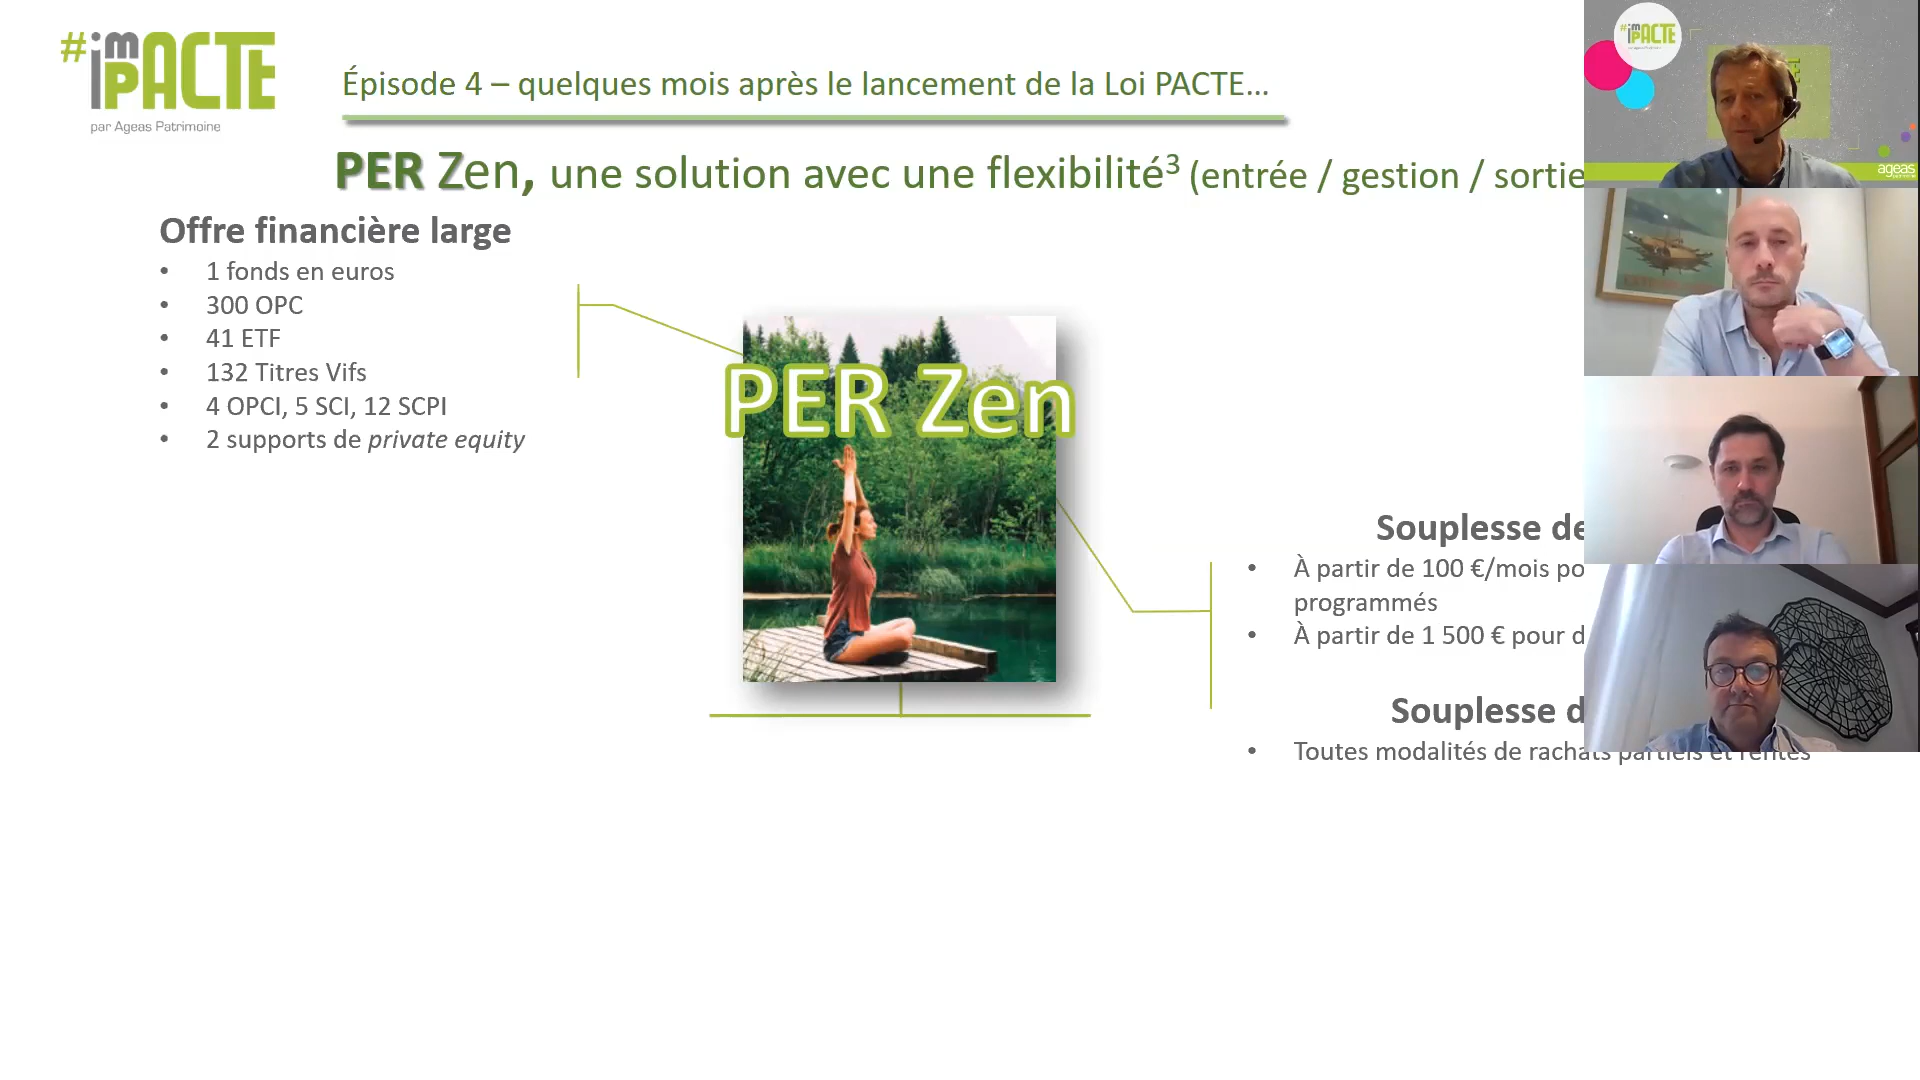 #imPACTE
par Ageas Patrimoine
Épisode 4 – quelques mois après le lancement de la Loi PACTE…
PER Zen, une solution avec une flexibilité³ (entrée / gestion / sortie
Offre financière large
• 1 fonds en euros
• 300 OPC
• 41 ETF
• 132 Titres Vifs
• 4 OPCI, 5 SCI, 12 SCPI
• 2 supports de private equity
PER Zen
Souplesse de
• À partir de 100 €/mois po
programmés
• À partir de 1 500 € pour d
Souplesse d
• Toutes modalités de rachats partiels et rentes
#imPACTE
ageas